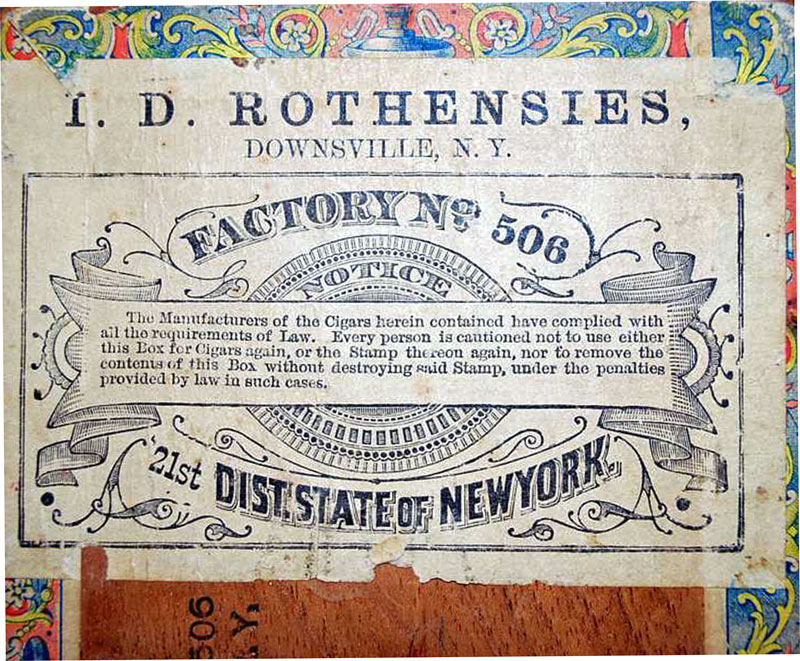 I. D. ROTHENSIES,
DOWNSVILLE, N. Y.
FACTORY No. 506
NOTICE
The Manufacturers of the Cigars herein contained have complied with
all the requirements of Law. Every person is cautioned not to use either
this Box for Cigars again, or the Stamp thereon again, nor to remove the
contents of this Box without destroying said Stamp, under the penalties
provided by law in such cases.
21st DIST. STATE OF NEW YORK.
506
Y,